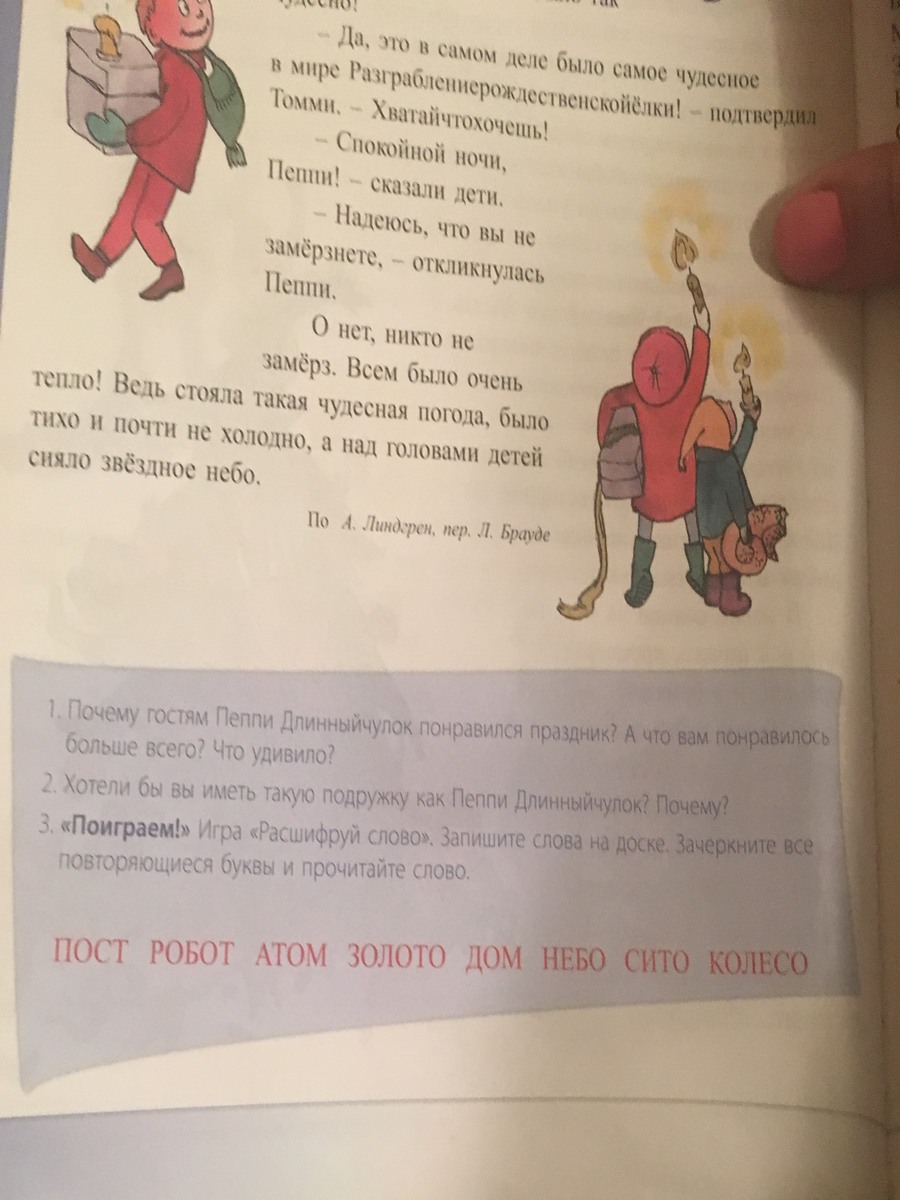 чудесно!
так
– Да, это в самом деле было самое чудесное
в мире Разграблениерождественскойёлки! – подтвердил
Томми. – Хватайчтохочешь!
– Спокойной ночи,
Пеппи! – сказали дети.
– Надеюсь, что вы не
замёрзнете, – откликнулась
Пеппи.
О нет, никто не
замёрз. Всем было очень
тепло! Ведь стояла такая чудесная погода, было
тихо и почти не холодно, а над головами детей
сияло звёздное небо.
По А. Линдгрен, пер. Л. Брауде
1. Почему гостям Пеппи Длинныйчулок понравился праздник? А что вам понравилось
больше всего? Что удивило?
2. Хотели бы вы иметь такую подружку как Пеппи Длинныйчулок? Почему?
3. «Поиграем!» Игра «Расшифруй слово». Запишите слова на доске. Зачеркните все
повторяющиеся буквы и прочитайте слово.
ПОСТ РОБОТ АТОМ ЗОЛОТО ДОМ НЕБО СИТО КОЛЕСО